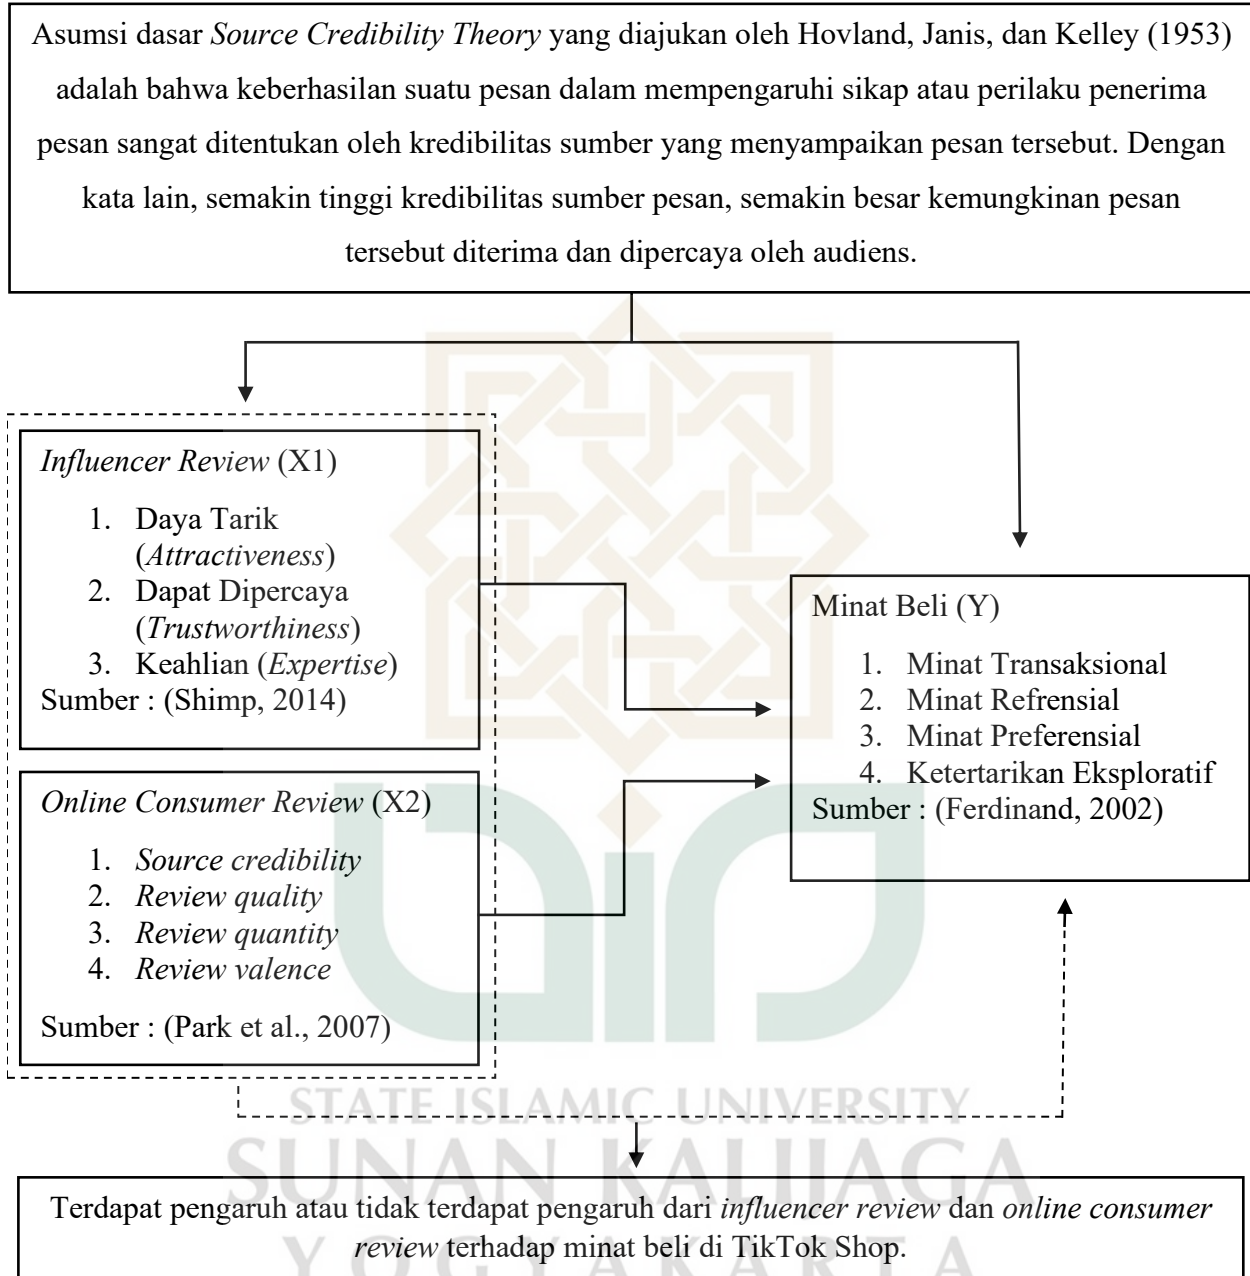 Asumsi dasar Source Credibility Theory yang diajukan oleh Hovland, Janis, dan Kelley (1953)
adalah bahwa keberhasilan suatu pesan dalam mempengaruhi sikap atau perilaku penerima
pesan sangat ditentukan oleh kredibilitas sumber yang menyampaikan pesan tersebut. Dengan
kata lain, semakin tinggi kredibilitas sumber pesan, semakin besar kemungkinan pesan
tersebut diterima dan dipercaya oleh audiens.
Influencer Review (X1)
1. Daya Tarik
(Attractiveness)
2. Dapat Dipercaya
(Trustworthiness)
3. Keahlian (Expertise)
Sumber : (Shimp, 2014)
Online Consumer Review (X2)
1. Source credibility
2. Review quality
3. Review quantity
4. Review valence
Sumber : (Park et al., 2007)
Minat Beli (Y)
1. Minat Transaksional
2. Minat Refrensial
3. Minat Preferensial
4. Ketertarikan Eksploratif
Sumber : (Ferdinand, 2002)
STATE ISLAMIC UNIVERSITY
SUNAN KALIJAGA
YOGYAKARTA
Terdapat pengaruh atau tidak terdapat pengaruh dari influencer review dan online consumer
review terhadap minat beli di TikTok Shop.